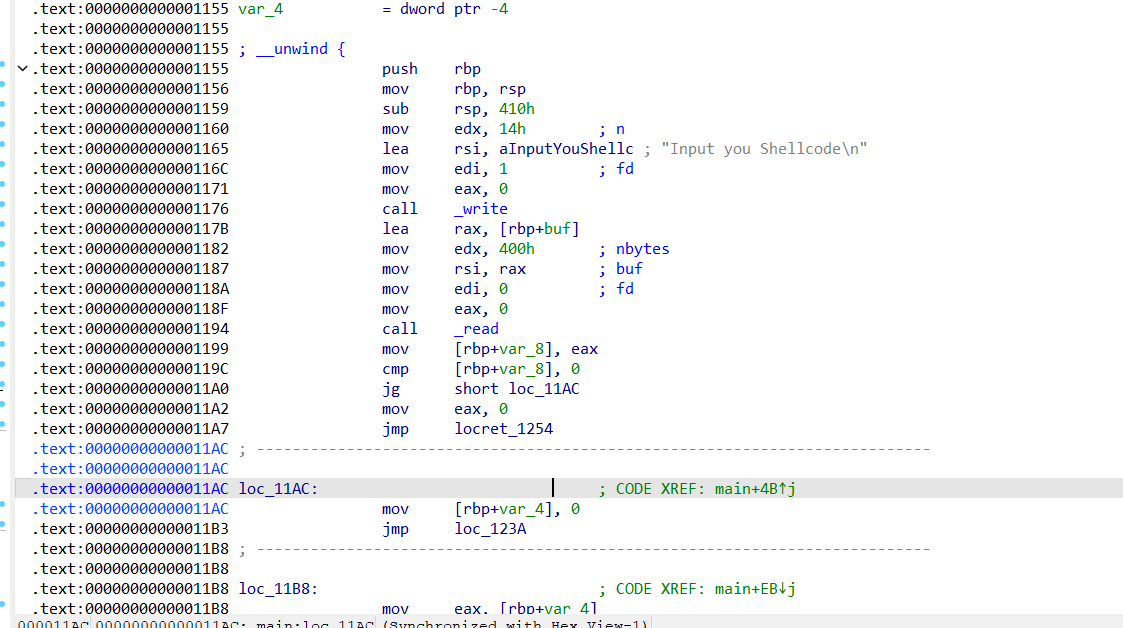 .text:0000000000001155 var_4 = dword ptr -4
.text:0000000000001155
.text:0000000000001155 ; __unwind {
.text:0000000000001155 push rbp
.text:0000000000001156 mov rbp, rsp
.text:0000000000001159 sub rsp, 410h
.text:0000000000001160 mov edx, 14h ; n
.text:0000000000001165 lea rsi, aInputYouShellc ; "Input you Shellcode\n"
.text:000000000000116C mov edi, 1 ; fd
.text:0000000000001171 mov eax, 0
.text:0000000000001176 call _write
.text:000000000000117B lea rax, [rbp+buf]
.text:0000000000001182 mov edx, 400h ; nbytes
.text:0000000000001187 mov rsi, rax ; buf
.text:000000000000118A mov edi, 0 ; fd
.text:000000000000118F mov eax, 0
.text:0000000000001194 call _read
.text:0000000000001199 mov [rbp+var_8], eax
.text:000000000000119C cmp [rbp+var_8], 0
.text:00000000000011A0 jg short loc_11AC
.text:00000000000011A2 mov eax, 0
.text:00000000000011A7 jmp locret_1254
.text:00000000000011AC ; ---------------------------------------------------------------------------
.text:00000000000011AC
.text:00000000000011AC loc_11AC: ; CODE XREF: main+4B↑j
.text:00000000000011AC mov [rbp+var_4], 0
.text:00000000000011B3 jmp loc_123A
.text:00000000000011B8 ; ---------------------------------------------------------------------------
.text:00000000000011B8
.text:00000000000011B8 loc_11B8: ; CODE XREF: main+EB↓j
.text:00000000000011B8 mov eax, [rbp+var_4]
000011AC 00000000000011AC: main:loc_11AC (Synchronized with Hex View-1)